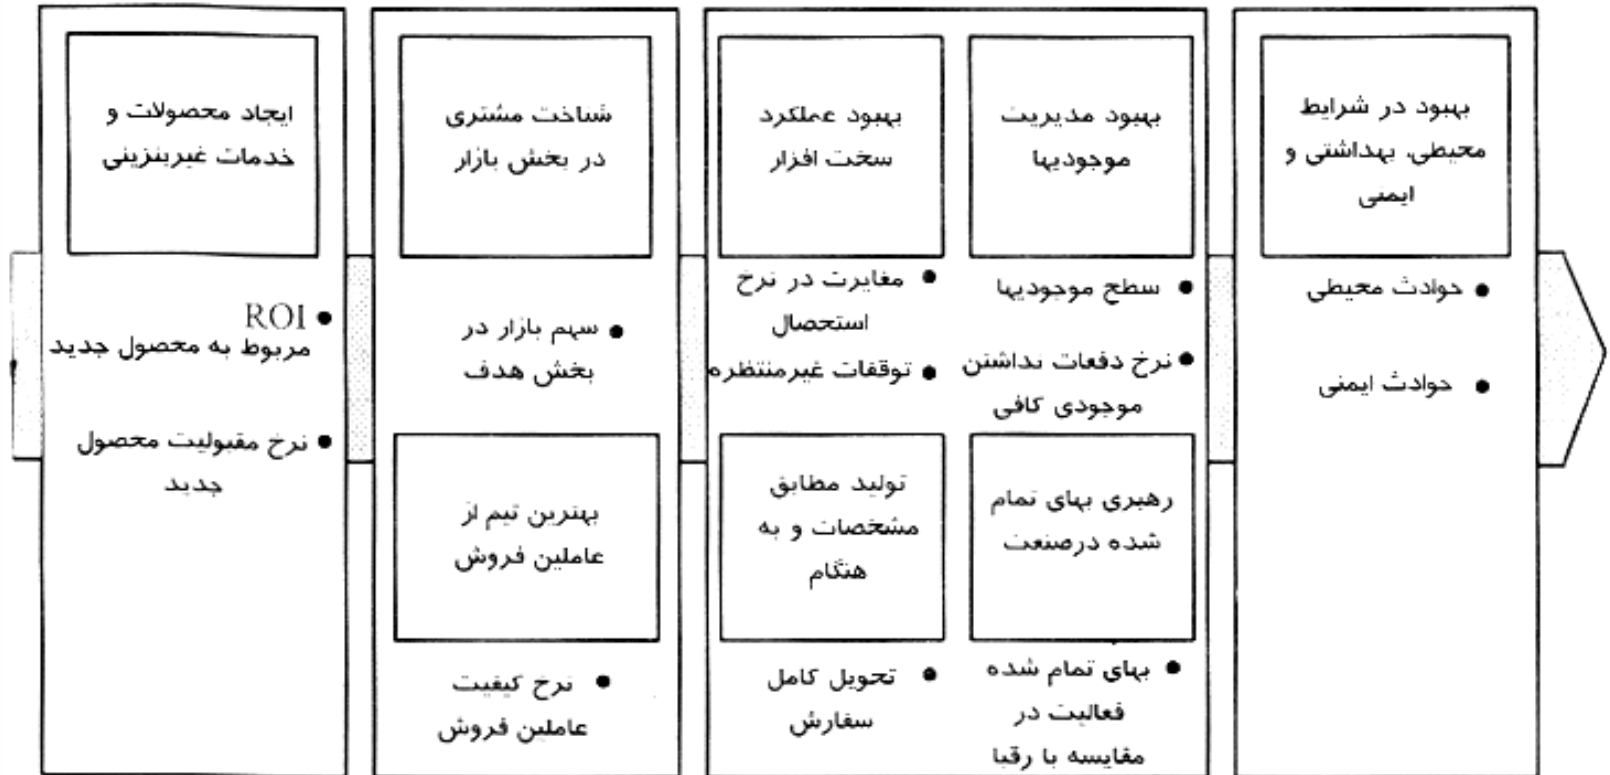 ایجاد محصولات و
خدمات غیربنزینی
● ROI
مربوط به محصول جدید
● نرخ مقبولیت محصول
جدید
شناخت مشتری
در بخش بازار
● سهم بازار در
بخش هدف
بهترین تیم از
عاملین فروش
● نرخ کیفیت
عاملین فروش
بهبود عملکرد
سخت افزار
● مغایرت در نرخ
استحصال
● توقفات غیرمنتظره
تولید مطابق
مشخصات و به
هنگام
● تحویل کامل
سفارش
بهبود مدیریت
موجودیها
● سطح موجودیها
● نرخ دفعات نداشتن
موجودی کافی
رهبری بهای تمام
شده درصنعت
● بهای تمام شده
فعالیت در
مقایسه با رقبا
بهبود در شرایط
محیطی، بهداشتی و
ایمنی
● حوادث محیطی
● حوادث ایمنی